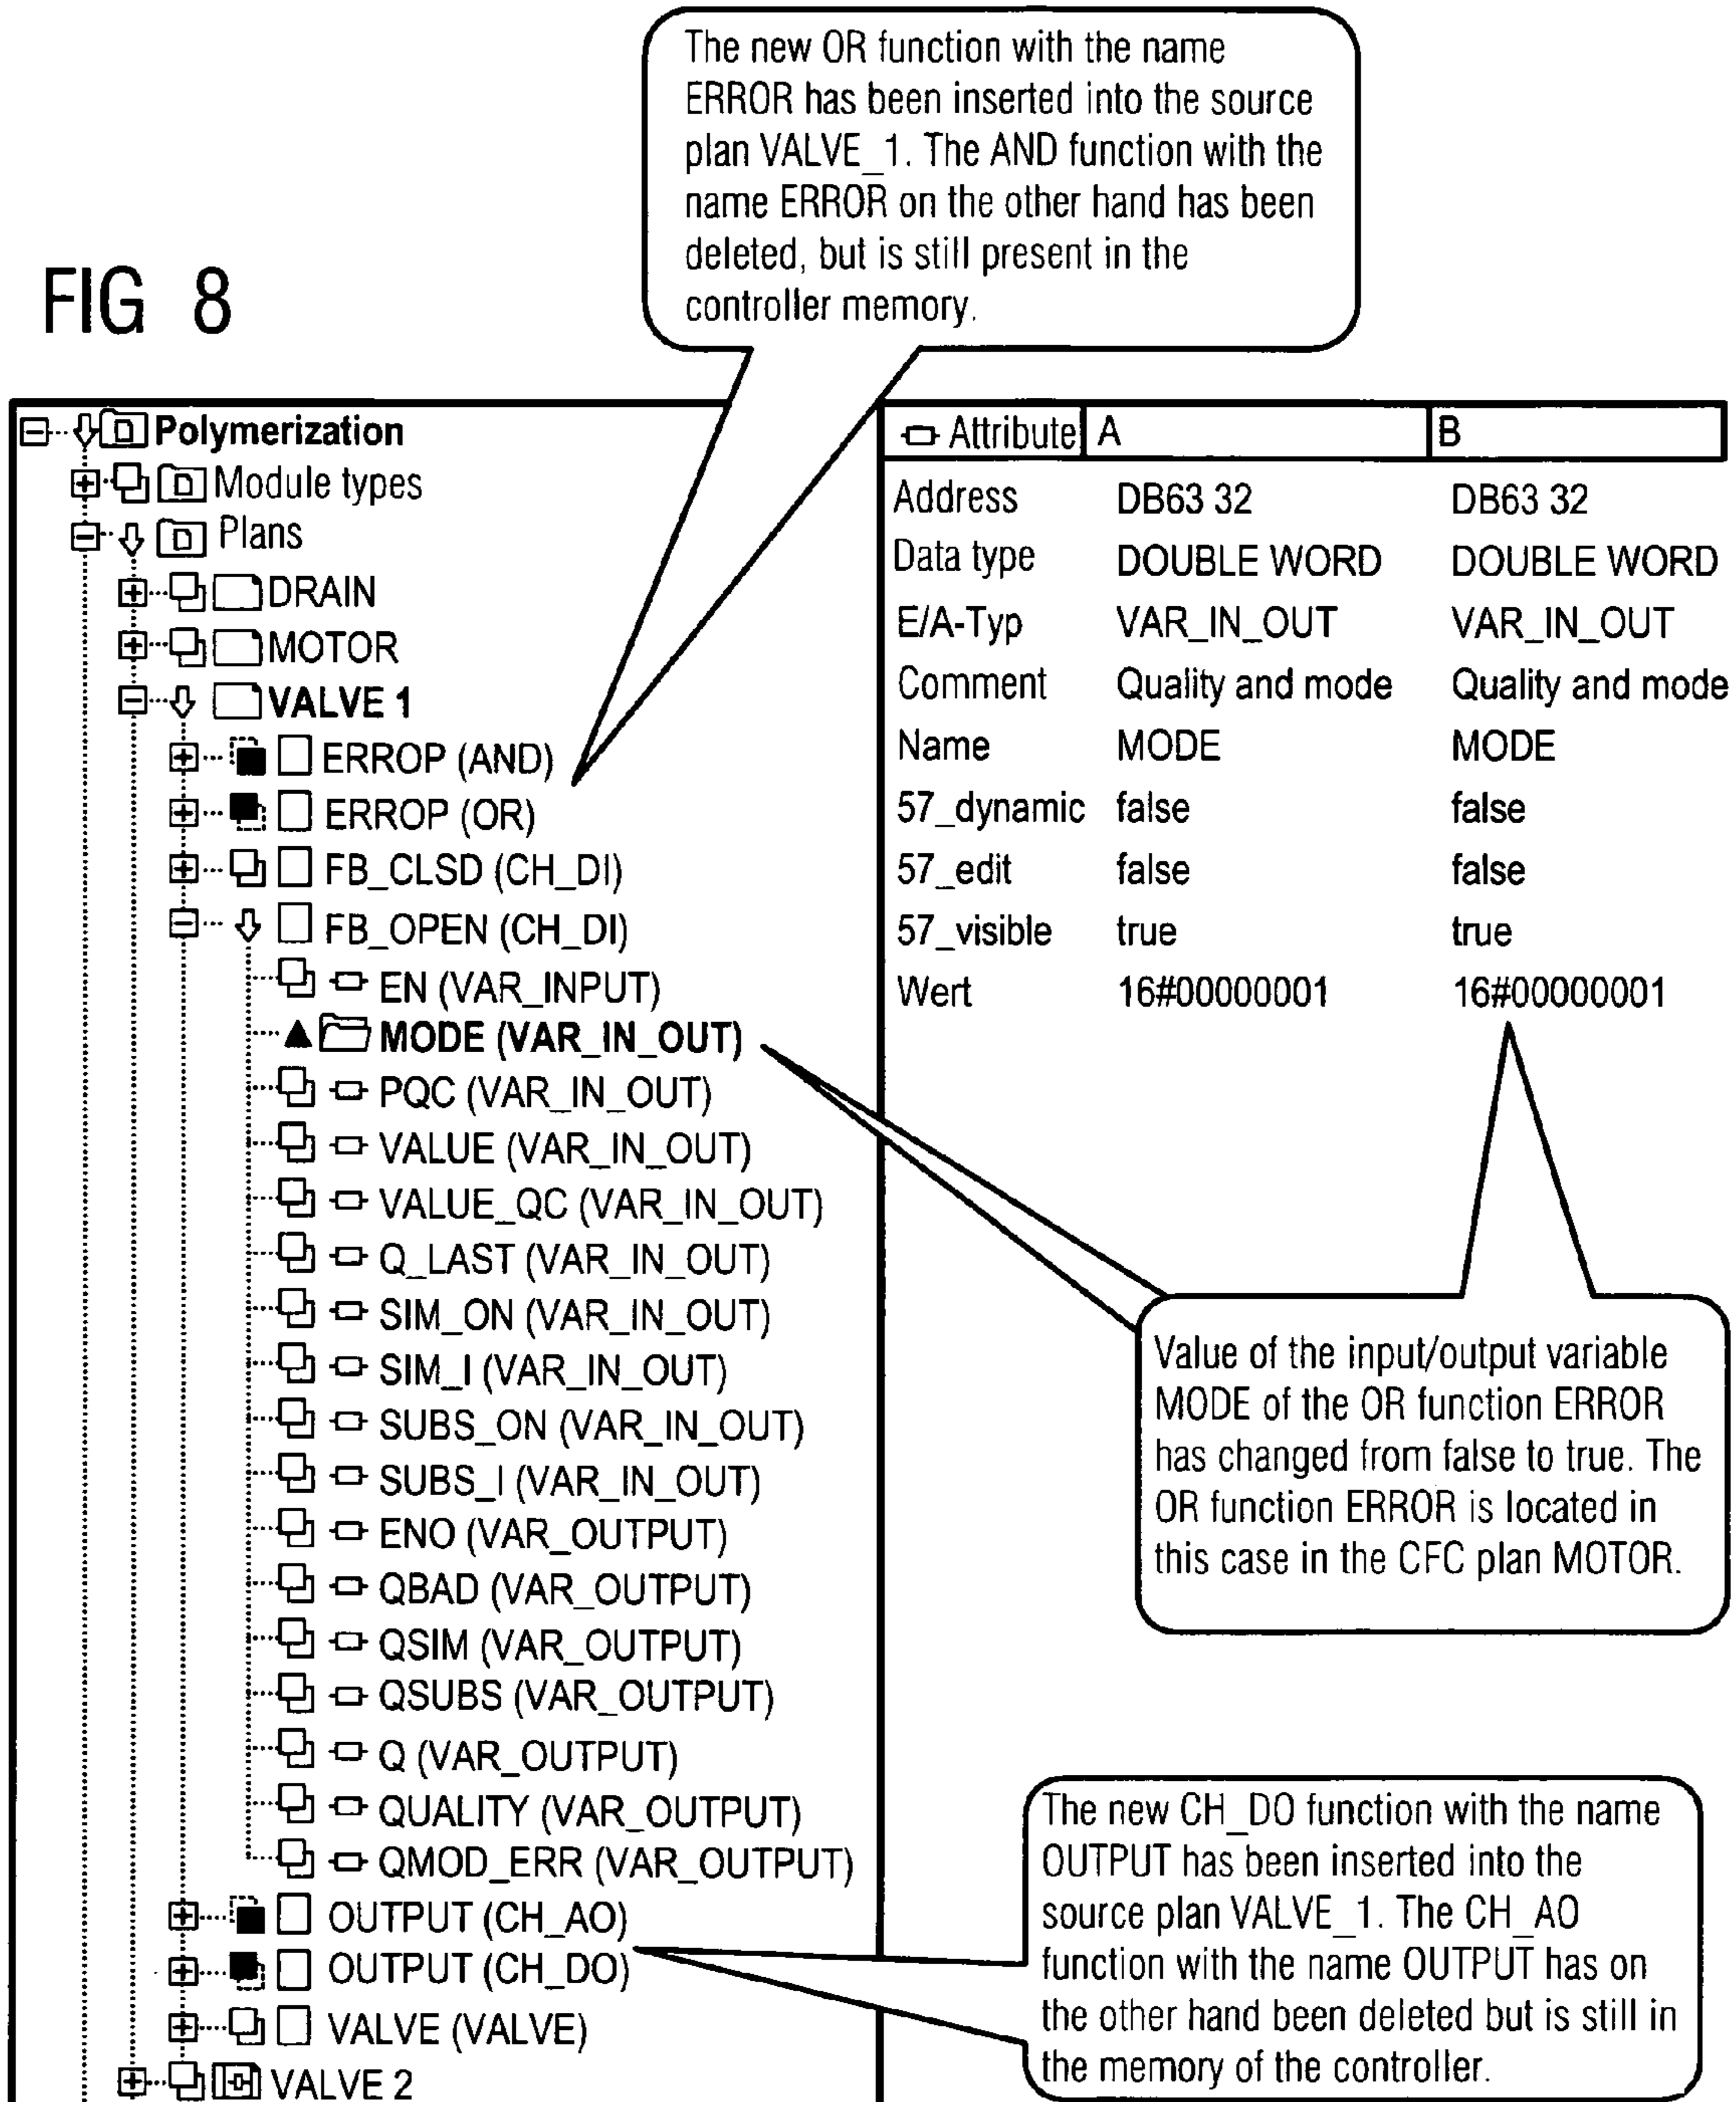 The new OR function with the name
ERROR has been inserted into the source
plan VALVE_1. The AND function with the
name ERROR on the other hand has been
deleted, but is still present in the
controller memory.
FIG 8
Polymerization
Module types
Plans
DRAIN
MOTOR
VALVE 1
ERROP (AND)
ERROP (OR)
FB_CLSD (CH_DI)
FB_OPEN (CH_DI)
EN (VAR_INPUT)
MODE (VAR_IN_OUT)
PQC (VAR_IN_OUT)
VALUE (VAR_IN_OUT)
VALUE_QC (VAR_IN_OUT)
Q_LAST (VAR_IN_OUT)
SIM_ON (VAR_IN_OUT)
SIM_I (VAR_IN_OUT)
SUBS_ON (VAR_IN_OUT)
SUBS_I (VAR_IN_OUT)
ENO (VAR_OUTPUT)
QBAD (VAR_OUTPUT)
QSIM (VAR_OUTPUT)
QSUBS (VAR_OUTPUT)
Q (VAR_OUTPUT)
QUALITY (VAR_OUTPUT)
QMOD_ERR (VAR_OUTPUT)
OUTPUT (CH_AO)
OUTPUT (CH_DO)
VALVE (VALVE)
VALVE 2
Attribute A B
Address DB63 32 DB63 32
Data type DOUBLE WORD DOUBLE WORD
E/A-Typ VAR_IN_OUT VAR_IN_OUT
Comment Quality and mode Quality and mode
Name MODE MODE
57_dynamic false false
57_edit false false
57_visible true true
Wert 16#00000001 16#00000001
Value of the input/output variable
MODE of the OR function ERROR
has changed from false to true. The
OR function ERROR is located in
this case in the CFC plan MOTOR.
The new CH_DO function with the name
OUTPUT has been inserted into the
source plan VALVE_1. The CH_AO
function with the name OUTPUT has on
the other hand been deleted but is still in
the memory of the controller.